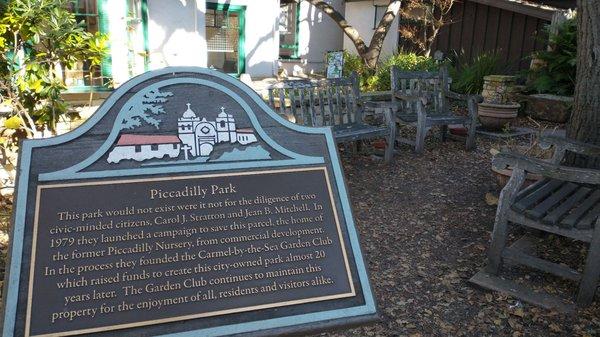 Piccadilly Park
This park would not exist were it not for the diligence of two
civic-minded citizens, Carol J. Stratton and Jean B. Mitchell. In
1979 they launched a campaign to save this parcel, the home of
the former Piccadilly Nursery, from commercial development.
In the process they founded the Carmel-by-the-Sea Garden Club
which raised funds to create this city-owned park almost 20
years later. The Garden Club continues to maintain this
property for the enjoyment of all, residents and visitors alike.